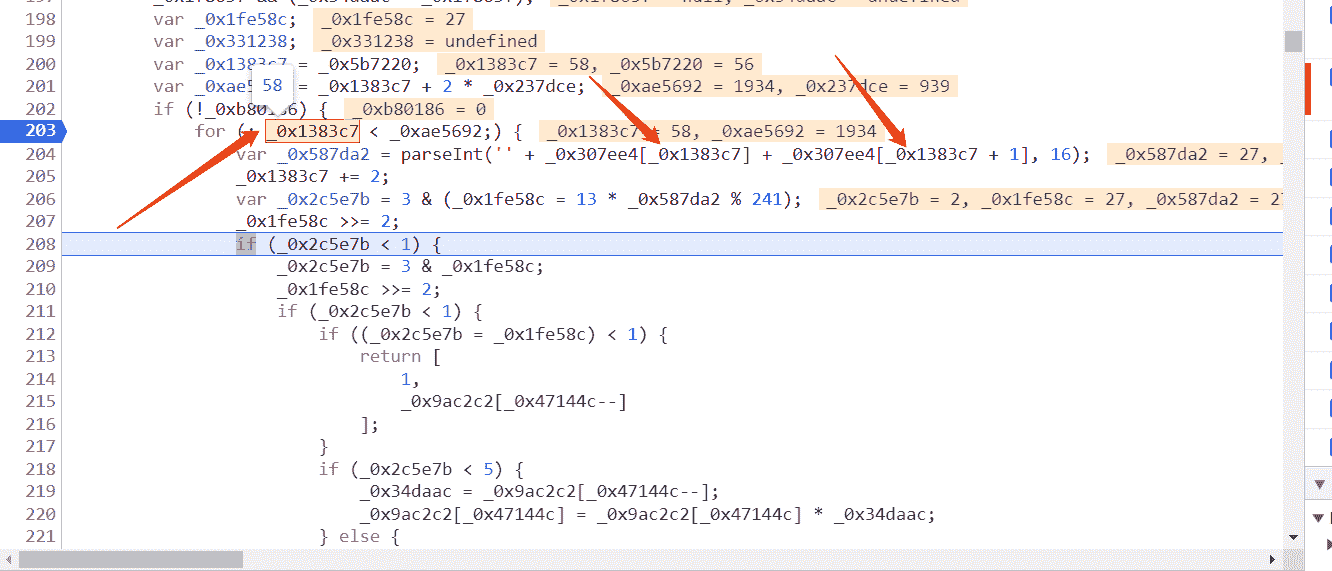 198 var _0x1fe58c; _0x1fe58c = 27
199 var _0x331238; _0x331238 = undefined
200 var _0x1383c7 = _0x5b7220; _0x1383c7 = 58, _0x5b7220 = 56
58
201 var _0xae5 = _0x1383c7 + 2 * _0x237dce; _0xae5692 = 1934, _0x237dce = 939
202 if (!_0xb80186) { _0xb80186 = 0
203 for (; _0x1383c7 < _0xae5692;) { _0x1383c7 = 58, _0xae5692 = 1934
204 var _0x587da2 = parseInt('' + _0x307ee4[_0x1383c7] + _0x307ee4[_0x1383c7 + 1], 16); _0x587da2 = 27,
205 _0x1383c7 += 2;
206 var _0x2c5e7b = 3 & (_0x1fe58c = 13 * _0x587da2 % 241); _0x2c5e7b = 2, _0x1fe58c = 27, _0x587da2 = 27
207 _0x1fe58c >>= 2;
208 if (_0x2c5e7b < 1) {
209 _0x2c5e7b = 3 & _0x1fe58c;
210 _0x1fe58c >>= 2;
211 if (_0x2c5e7b < 1) {
212 if ((_0x2c5e7b = _0x1fe58c) < 1) {
213 return [
214 1,
215 _0x9ac2c2[_0x47144c--]
216 ];
217 }
218 if (_0x2c5e7b < 5) {
219 _0x34daac = _0x9ac2c2[_0x47144c--];
220 _0x9ac2c2[_0x47144c] = _0x9ac2c2[_0x47144c] * _0x34daac;
221 } else {